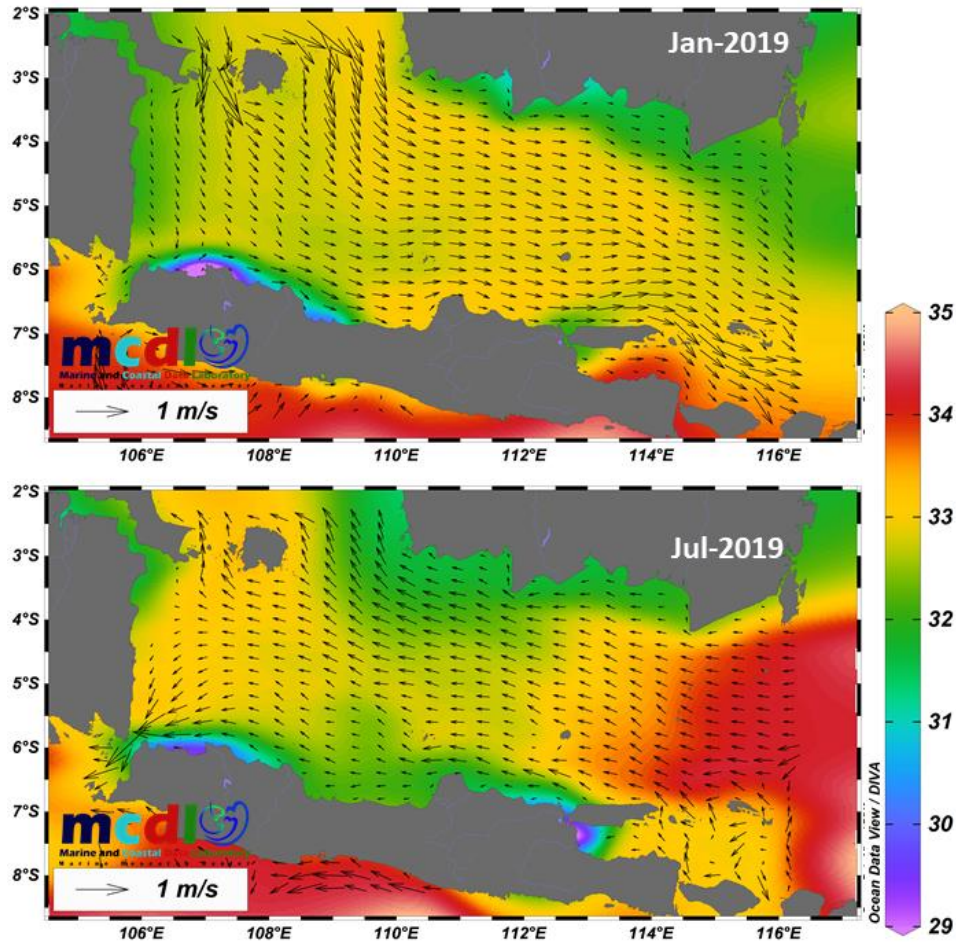 2°S
Jan-2019
3°S
4°S
5°S
6°S
7°S
8°S
mcdl
Marine and Coastal Data Laboratory
1 m/s
106°E 108°E 110°E 112°E 114°E 116°E
2°S
Jul-2019
3°S
4°S
5°S
6°S
7°S
8°S
mcdl
Marine and Coastal
1 m/s
106°E 108°E 110°E 112°E 114°E 116°E
35
34
33
32
31
30
29
Ocean Data View / DIVA